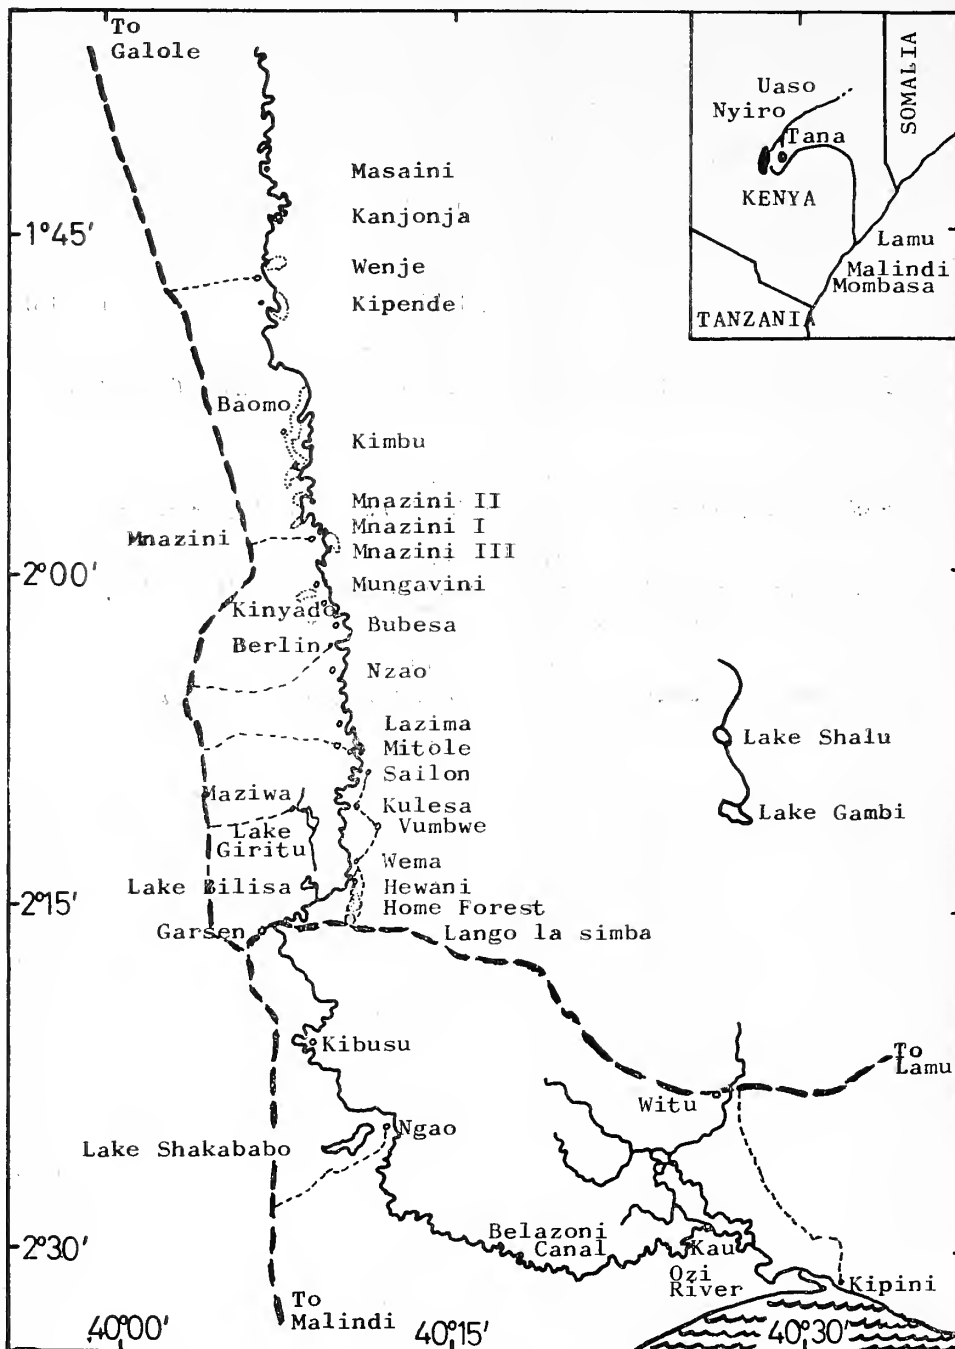 To
Galole
SOMALIA
Uaso
Nyiro
Tana
KENYA
Lamu
Malindi
Mombasa
TANZANIA
Masaini
Kanjonja
1°45'
Wenje
Kipende
Baomo
Kimbu
Mnazini II
Mnazini I
Mnazini
Mnazini III
2°00'
Mungavini
Kinyado
Bubesa
Berlin
Nzao
Lazima
Mitole
Sailon
Maziwa
Kulesa
Vumbwe
Lake
Giritu
Wema
Lake Bilisa
Hewani
2°15'
Home Forest
Garsen
Lango la simba
Lake Shalu
Lake Gambi
Kibusu
To
Lamu
Witu
Ngao
Lake Shakababo
Belazoni
Canal
2°30'
Kau
Ozi
River
Kipini
To
Malindi
40°00'
40°15'
40°30'